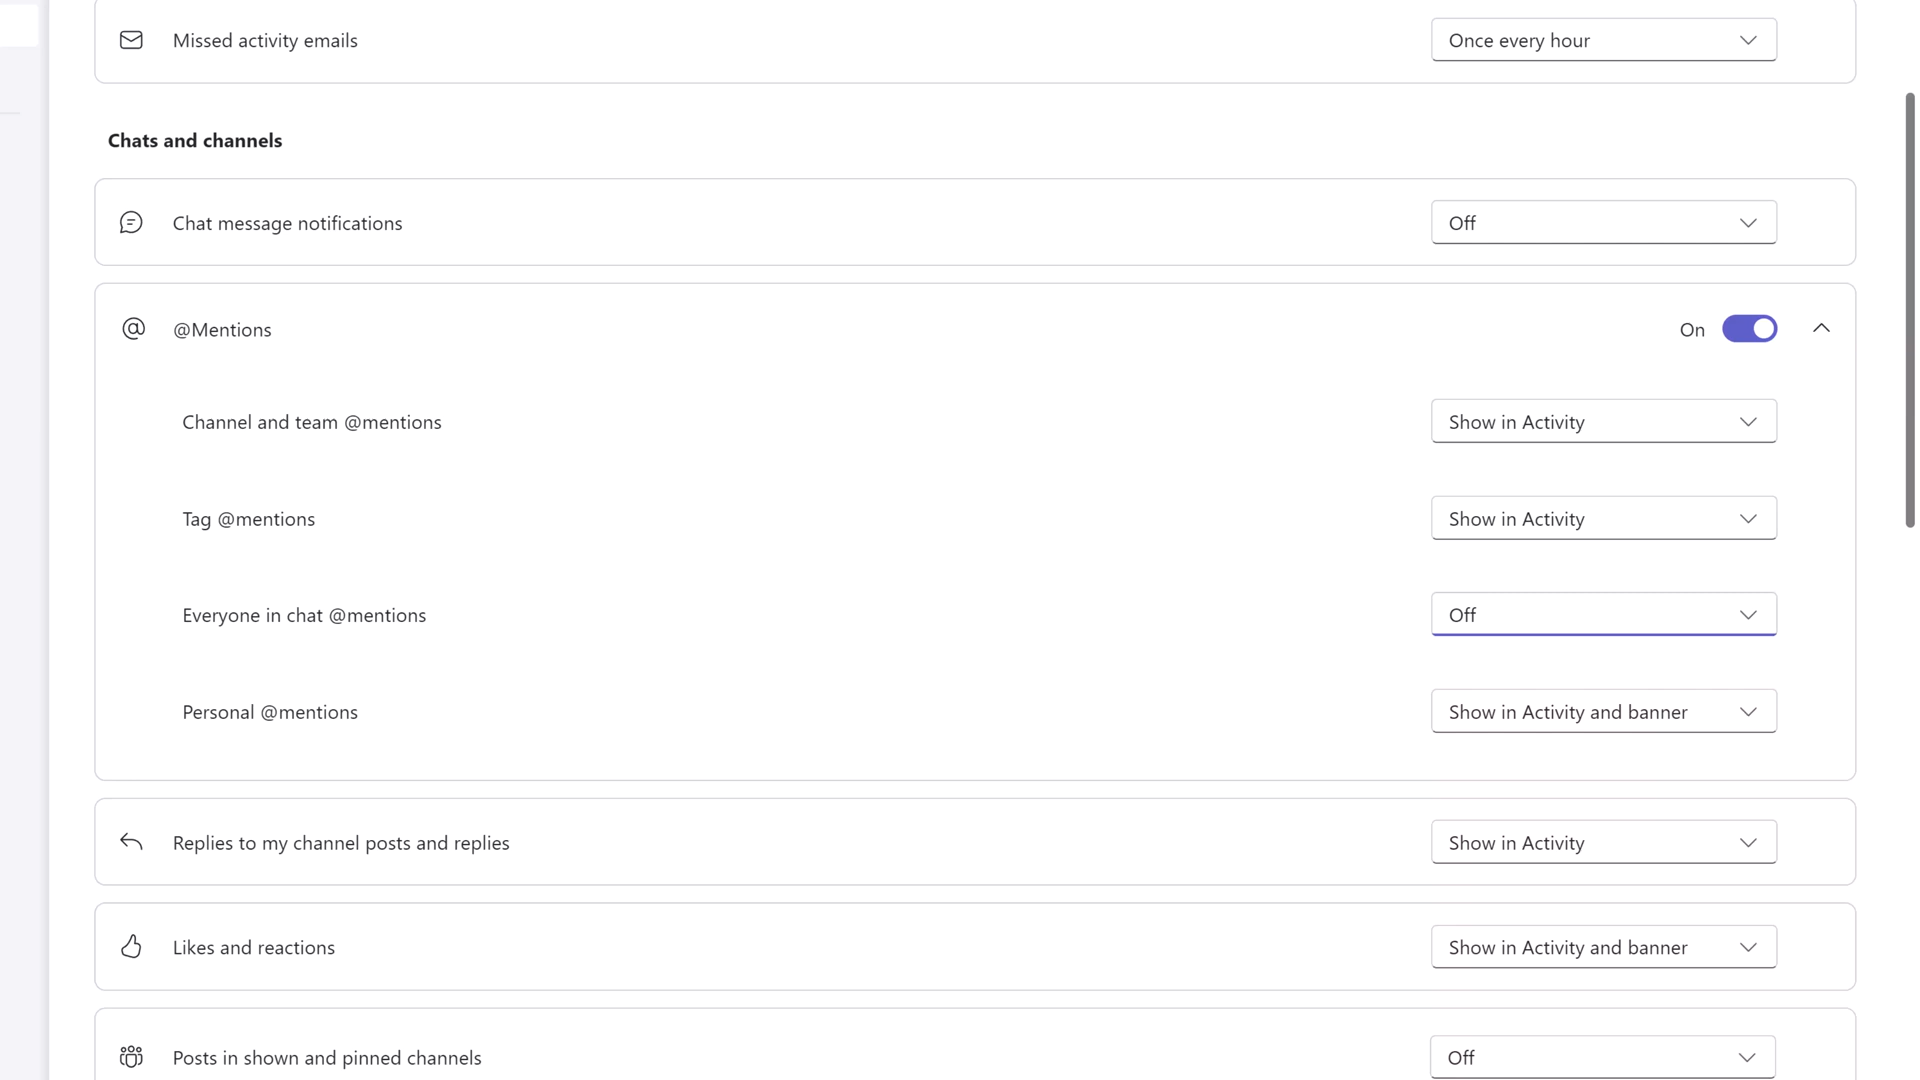 Missed activity emails
Once every hour
Chats and channels
Chat message notifications
Off
@Mentions
On
Channel and team @mentions
Show in Activity
Tag @mentions
Show in Activity
Everyone in chat @mentions
Off
Personal @mentions
Show in Activity and banner
Replies to my channel posts and replies
Show in Activity
Likes and reactions
Show in Activity and banner
Posts in shown and pinned channels
Off